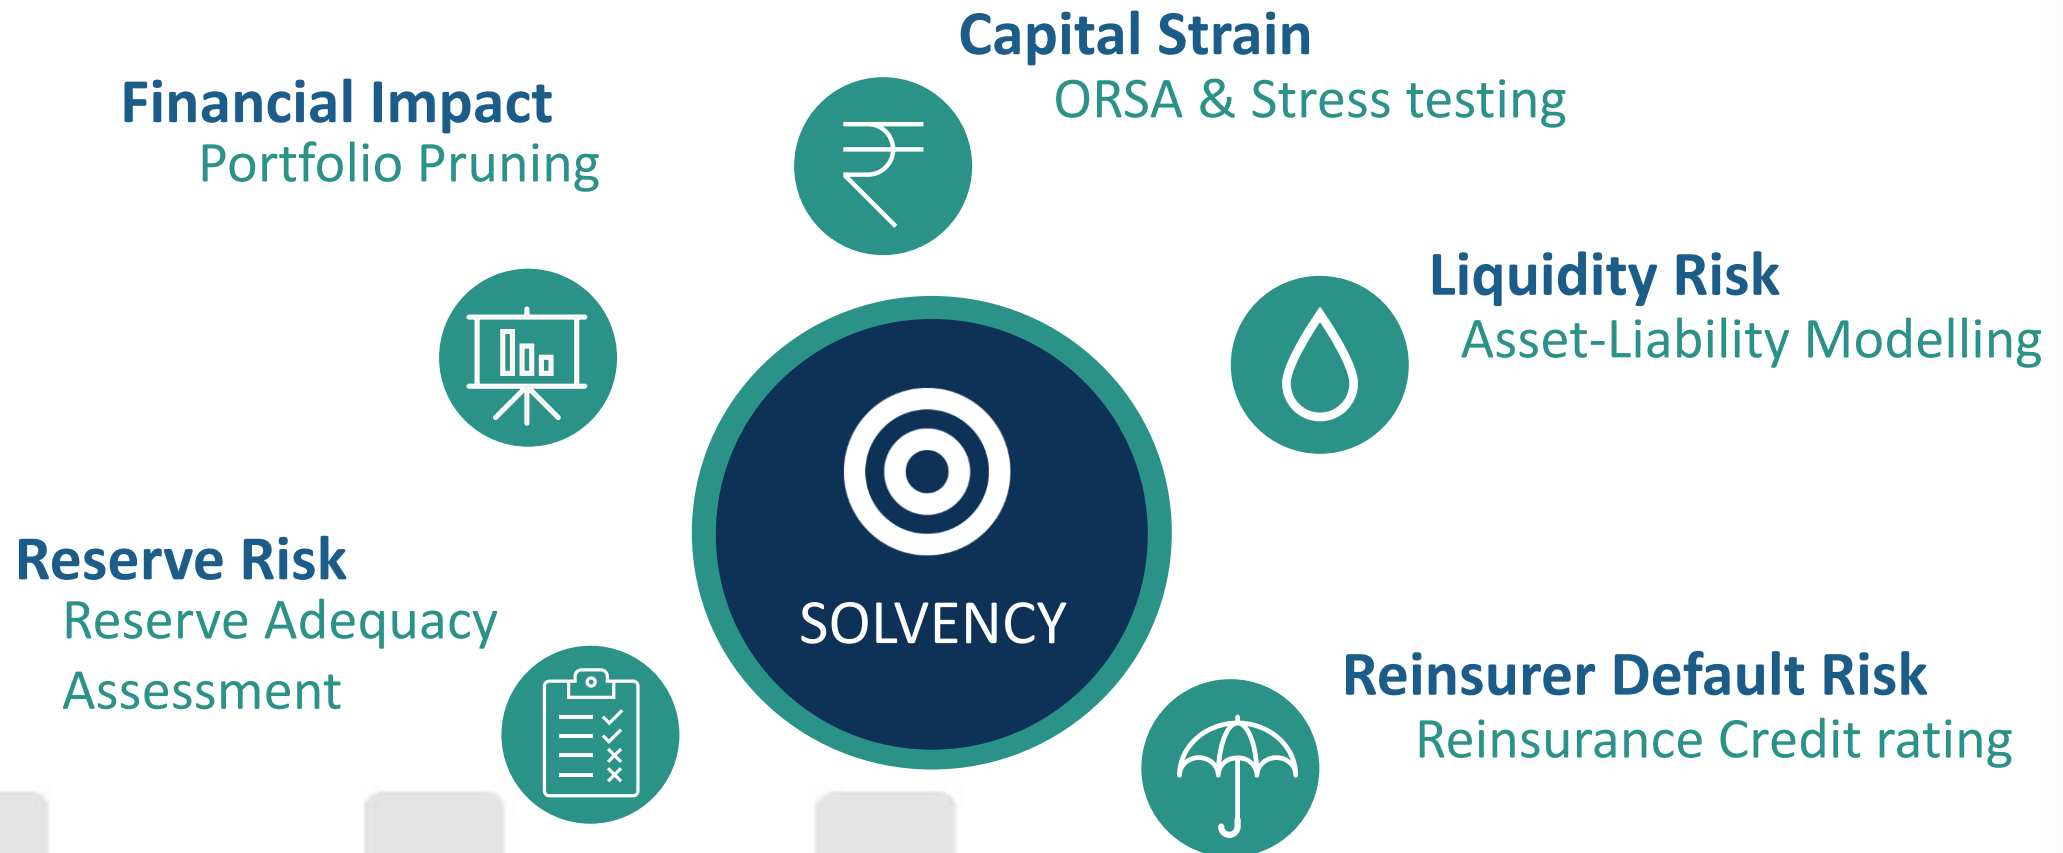 Capital Strain
ORSA & Stress testing
Financial Impact
Portfolio Pruning
Liquidity Risk
Asset-Liability Modelling
SOLVENCY
Reserve Risk
Reserve Adequacy
Assessment
Reinsurer Default Risk
Reinsurance Credit rating